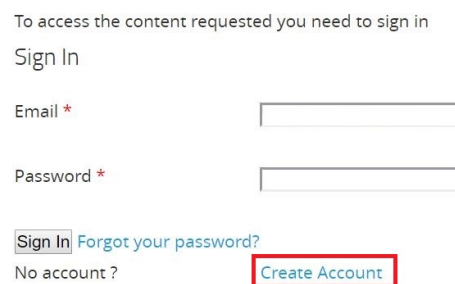 To access the content requested you need to sign in
Sign In
Email *
Password *
Sign In Forgot your password?
No account ? Create Account